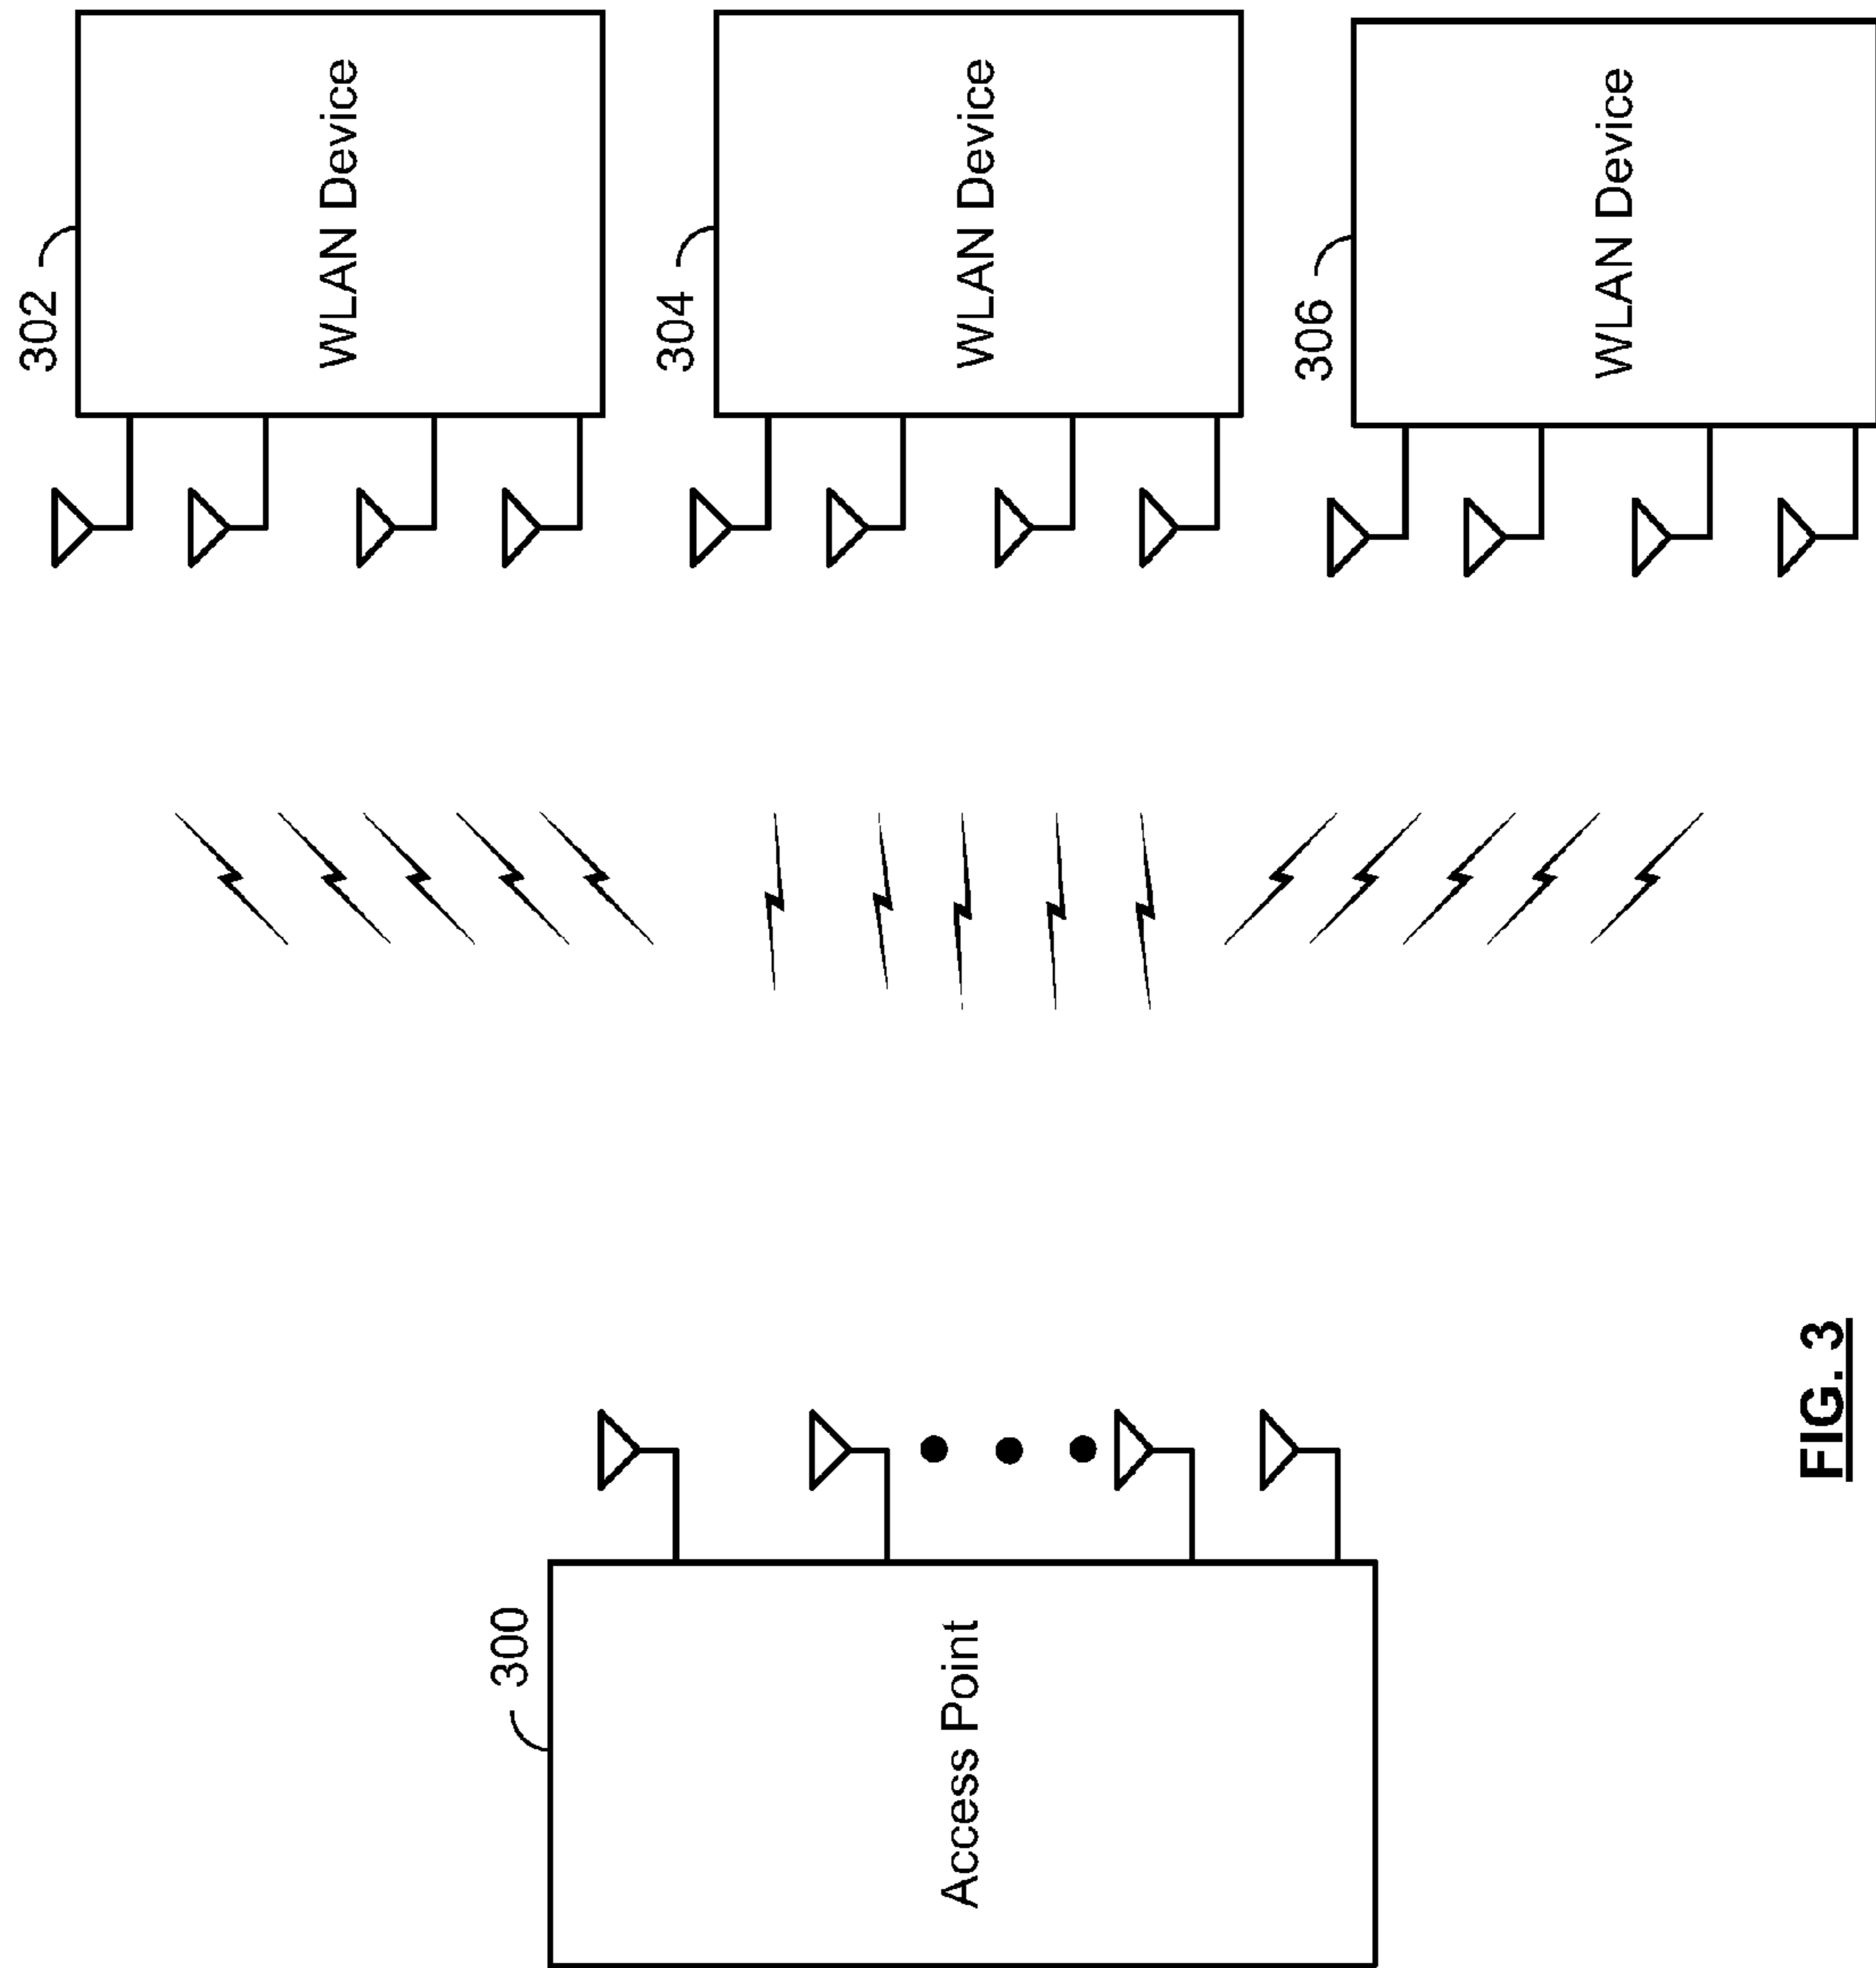 302
WLAN Device
304
WLAN Device
306
WLAN Device
300
Access Point
FIG. 3